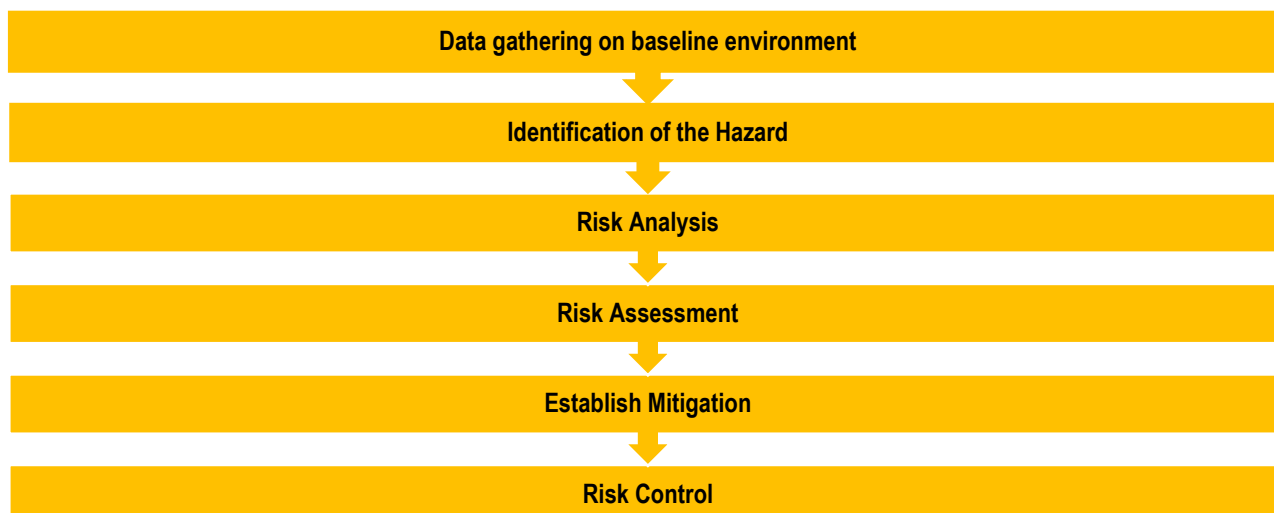 Data gathering on baseline environment
Identification of the Hazard
Risk Analysis
Risk Assessment
Establish Mitigation
Risk Control